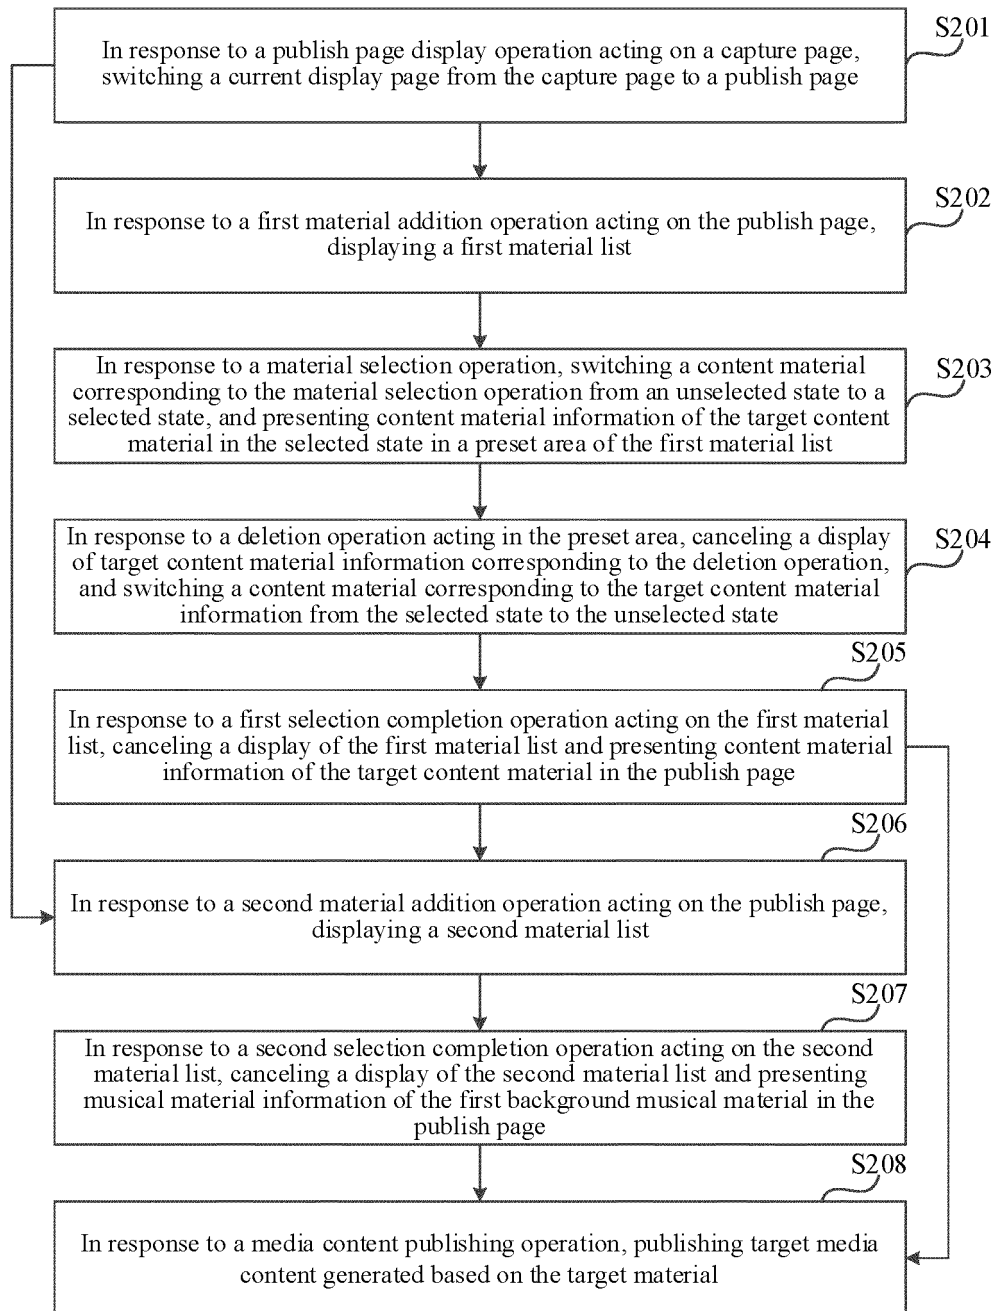 S201
In response to a publish page display operation acting on a capture page,
switching a current display page from the capture page to a publish page
S202
In response to a first material addition operation acting on the publish page,
displaying a first material list
S203
In response to a material selection operation, switching a content material
corresponding to the material selection operation from an unselected state to a
selected state, and presenting content material information of the target content
material in the selected state in a preset area of the first material list
S204
In response to a deletion operation acting in the preset area, canceling a display
of target content material information corresponding to the deletion operation,
and switching a content material corresponding to the target content material
information from the selected state to the unselected state
S205
In response to a first selection completion operation acting on the first material
list, canceling a display of the first material list and presenting content material
information of the target content material in the publish page
S206
In response to a second material addition operation acting on the publish page,
displaying a second material list
S207
In response to a second selection completion operation acting on the second
material list, canceling a display of the second material list and presenting
musical material information of the first background musical material in the
publish page
S208
In response to a media content publishing operation, publishing target media
content generated based on the target material